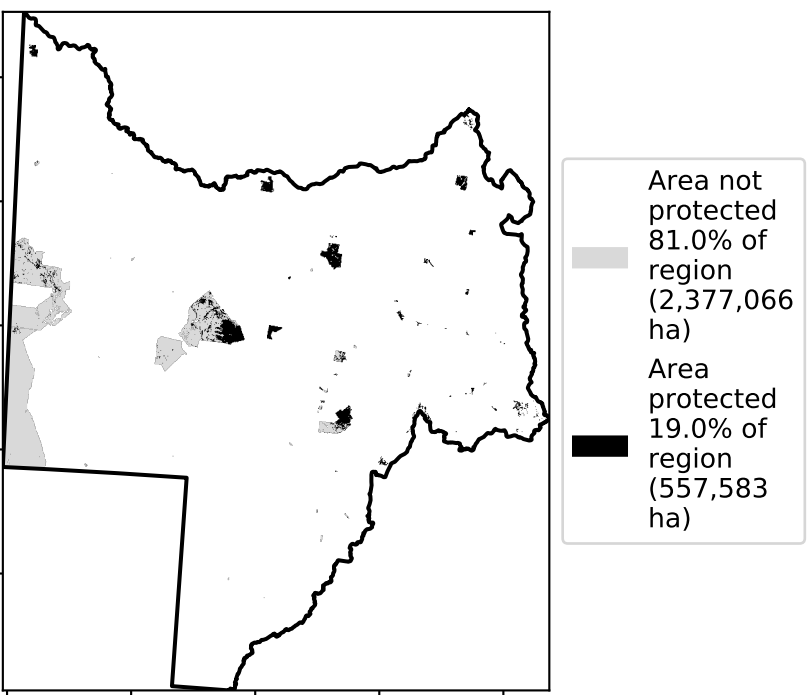 Area not
protected
81.0% of
region
(2,377,066
ha)
Area
protected
19.0% of
region
(557,583
ha)